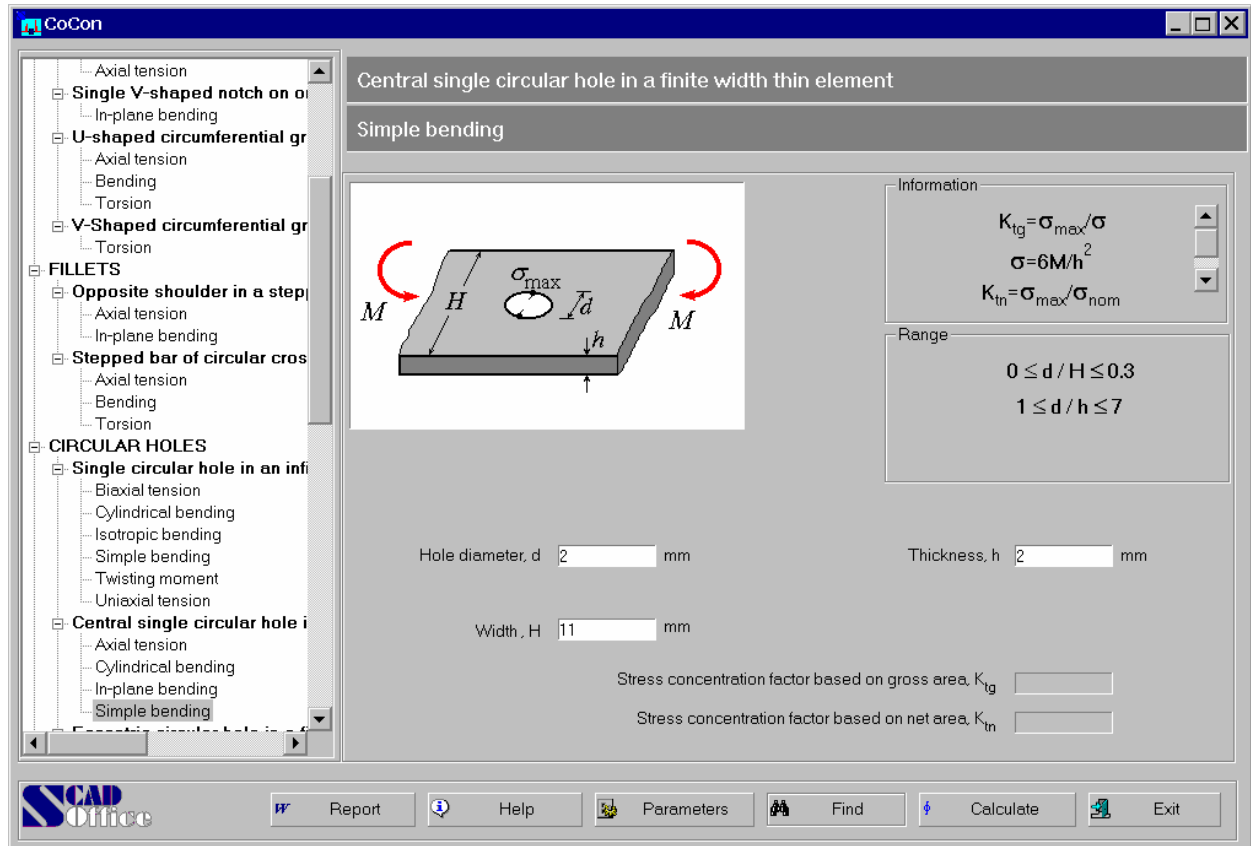 CoCon
Axial tension
Single V-shaped notch on o
In-plane bending
U-shaped circumferential gr
Axial tension
Bending
Torsion
V-Shaped circumferential gr
Torsion
FILLETS
Opposite shoulder in a step
Axial tension
In-plane bending
Stepped bar of circular cros
Axial tension
Bending
Torsion
CIRCULAR HOLES
Single circular hole in an infi
Biaxial tension
Cylindrical bending
Isotropic bending
Simple bending
Twisting moment
Uniaxial tension
Central single circular hole i
Axial tension
Cylindrical bending
In-plane bending
Simple bending
Central single circular hole in a finite width thin element
Simple bending
M
H
σmax
d
h
M
Information
Ktg=σmax/σ
σ=6M/h²
Ktn=σmax/σnom
Range
0 ≤ d / H ≤ 0.3
1 ≤ d / h ≤ 7
Hole diameter, d 2 mm
Thickness, h 2 mm
Width , H 11 mm
Stress concentration factor based on gross area, Ktg
Stress concentration factor based on net area, Ktn
SCAD Office
W Report
Help
Parameters
Find
Calculate
Exit